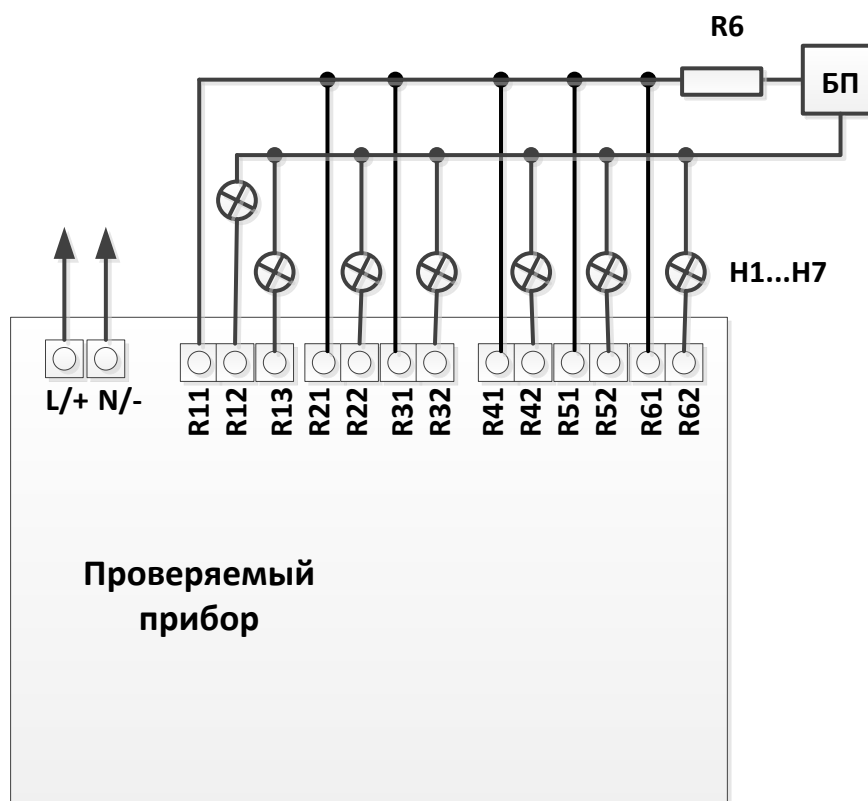 R6
БП
H1...H7
L/+ N/-
R11
R12
R13
R21
R22
R31
R32
R41
R42
R51
R52
R61
R62
Проверяемый
прибор